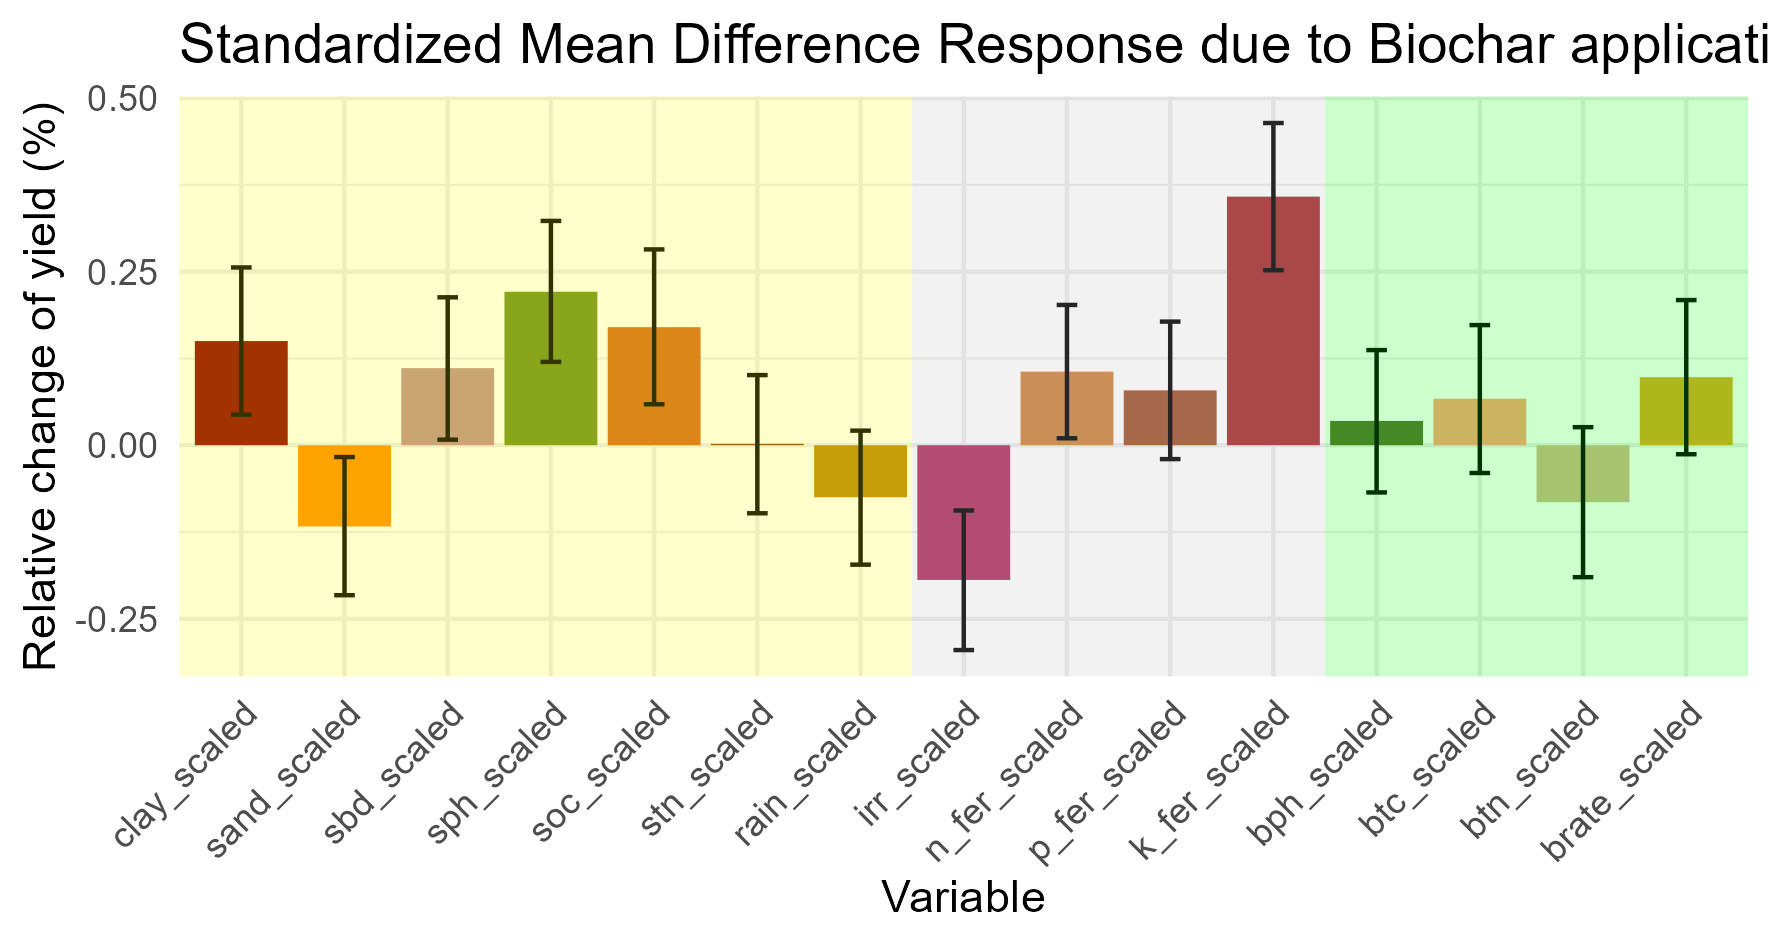 Standardized Mean Difference Response due to Biochar applicati
Relative change of yield (%)
0.50
0.25
0.00
-0.25
clay_scaled
sand_scaled
sbd_scaled
sph_scaled
soc_scaled
stn_scaled
rain_scaled
irr_scaled
n_fer_scaled
p_fer_scaled
k_fer_scaled
bph_scaled
btc_scaled
btn_scaled
brate_scaled
Variable